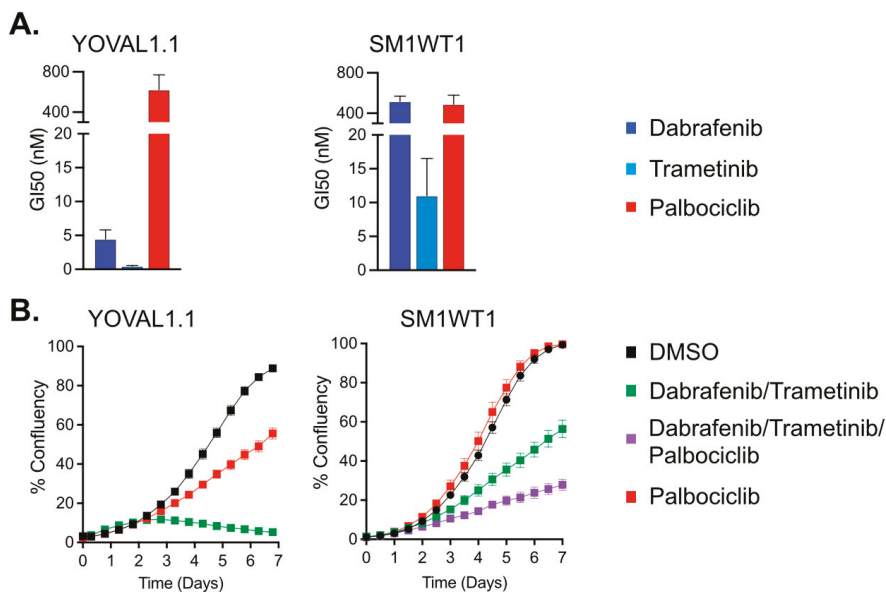 A.
YOVAL1.1
SM1WT1
800
400
20
15
10
5
0
GI50 (nM)
800
400
20
15
10
5
0
GI50 (nM)
Dabrafenib
Trametinib
Palbociclib
B.
YOVAL1.1
SM1WT1
100
80
60
40
20
0
% Confluency
0 1 2 3 4 5 6 7
Time (Days)
100
80
60
40
20
0
% Confluency
0 1 2 3 4 5 6 7
Time (Days)
DMSO
Dabrafenib/Trametinib
Dabrafenib/Trametinib/
Palbociclib
Palbociclib